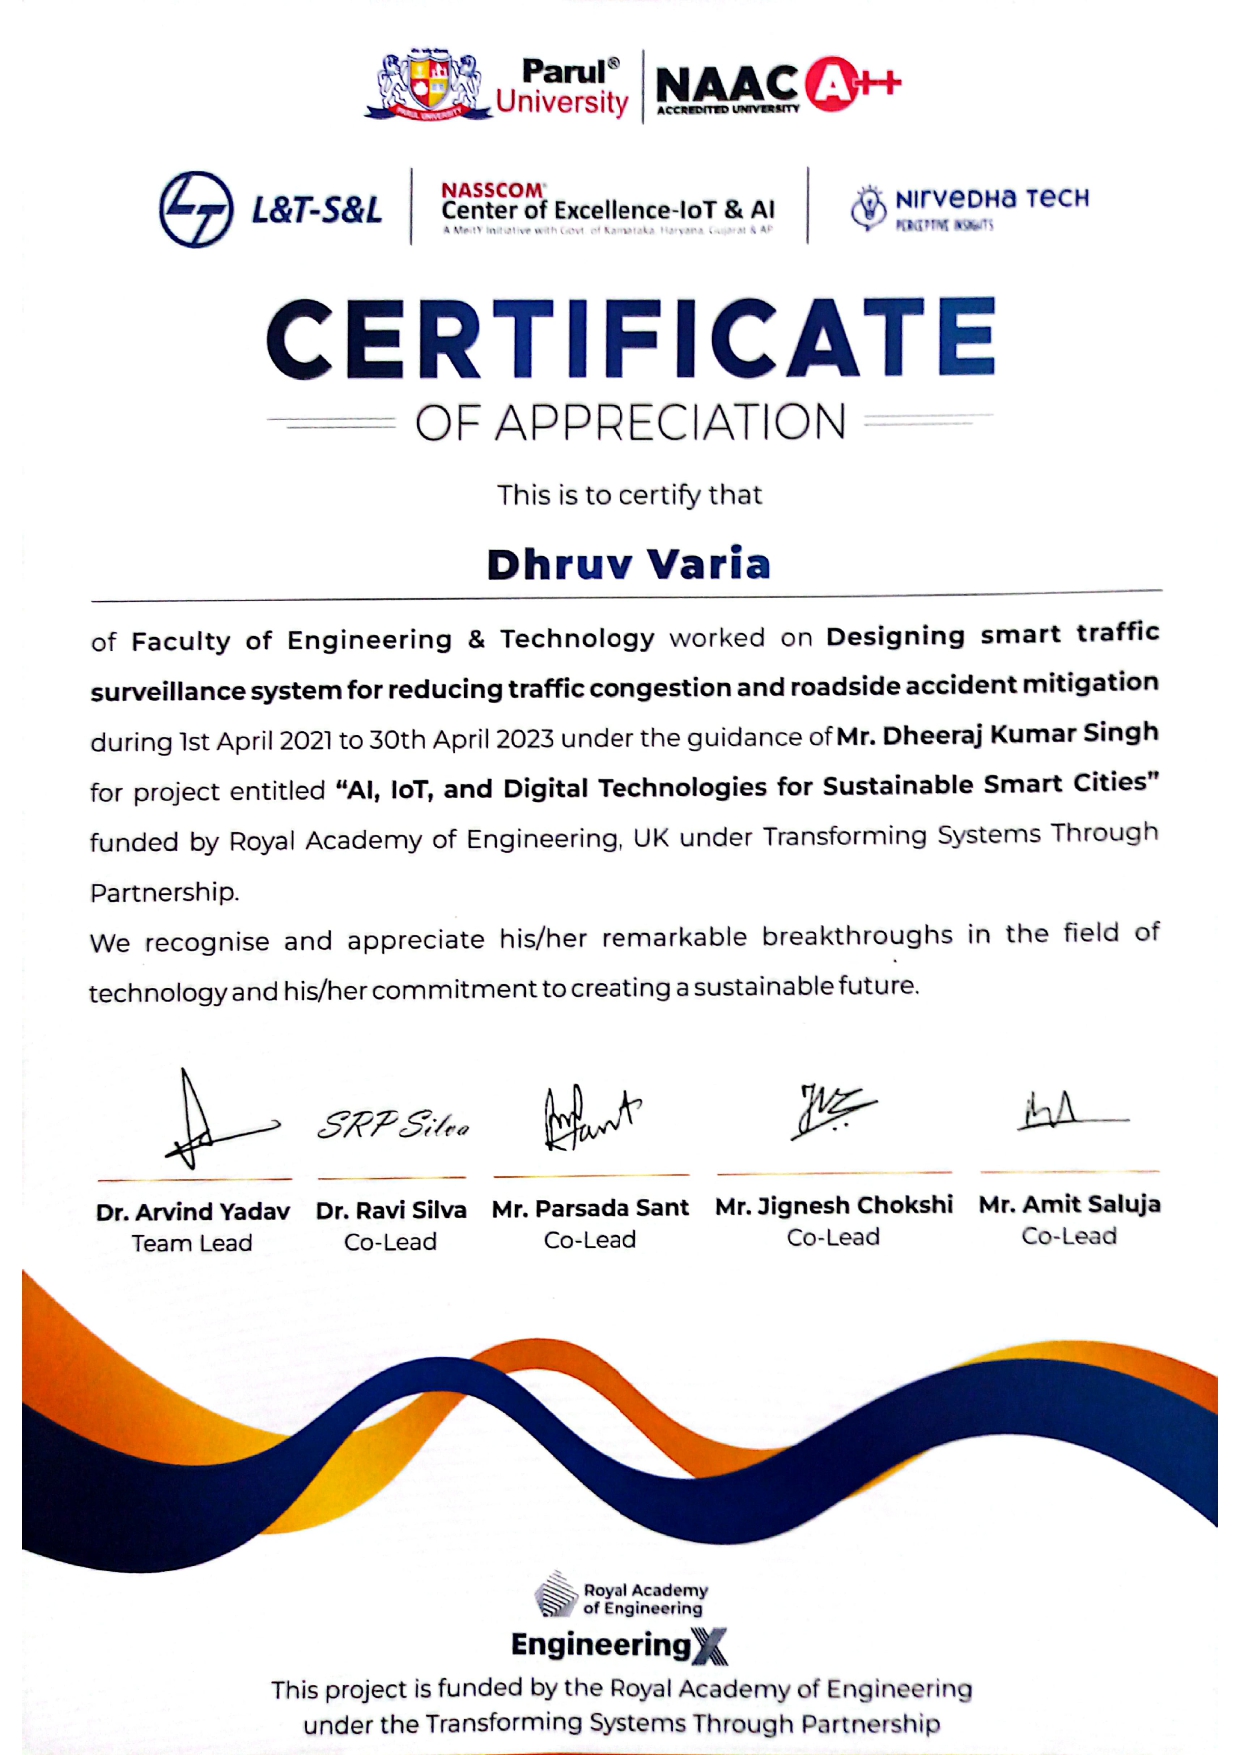 Parul®
University
NAAC A++
ACCREDITED UNIVERSITY
PARUL UNIVERSITY
L&T-S&L
NASSCOM®
Center of Excellence-IoT & AI
A MeitY Initiative with Govt. of Karnataka, Haryana, Gujarat & AP
NIRVEDHA TECH
PERCEPTIVE INSIGHTS
CERTIFICATE
OF APPRECIATION
This is to certify that
Dhruv Varia
of Faculty of Engineering & Technology worked on Designing smart traffic
surveillance system for reducing traffic congestion and roadside accident mitigation
during 1st April 2021 to 30th April 2023 under the guidance of Mr. Dheeraj Kumar Singh
for project entitled “AI, IoT, and Digital Technologies for Sustainable Smart Cities”
funded by Royal Academy of Engineering, UK under Transforming Systems Through
Partnership.
We recognise and appreciate his/her remarkable breakthroughs in the field of
technology and his/her commitment to creating a sustainable future.
SRP Silva
Dr. Arvind Yadav Dr. Ravi Silva Mr. Parsada Sant Mr. Jignesh Chokshi Mr. Amit Saluja
Team Lead Co-Lead Co-Lead Co-Lead Co-Lead
Royal Academy
of Engineering
EngineeringX
This project is funded by the Royal Academy of Engineering
under the Transforming Systems Through Partnership